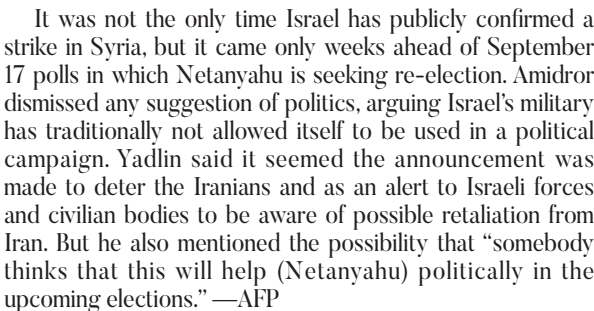 It was not the only time Israel has publicly confirmed a
strike in Syria, but it came only weeks ahead of September
17 polls in which Netanyahu is seeking re-election. Amidror
dismissed any suggestion of politics, arguing Israel's military
has traditionally not allowed itself to be used in a political
campaign. Yadlin said it seemed the announcement was
made to deter the Iranians and as an alert to Israeli forces
and civilian bodies to be aware of possible retaliation from
Iran. But he also mentioned the possibility that “somebody
thinks that this will help (Netanyahu) politically in the
upcoming elections.” —AFP